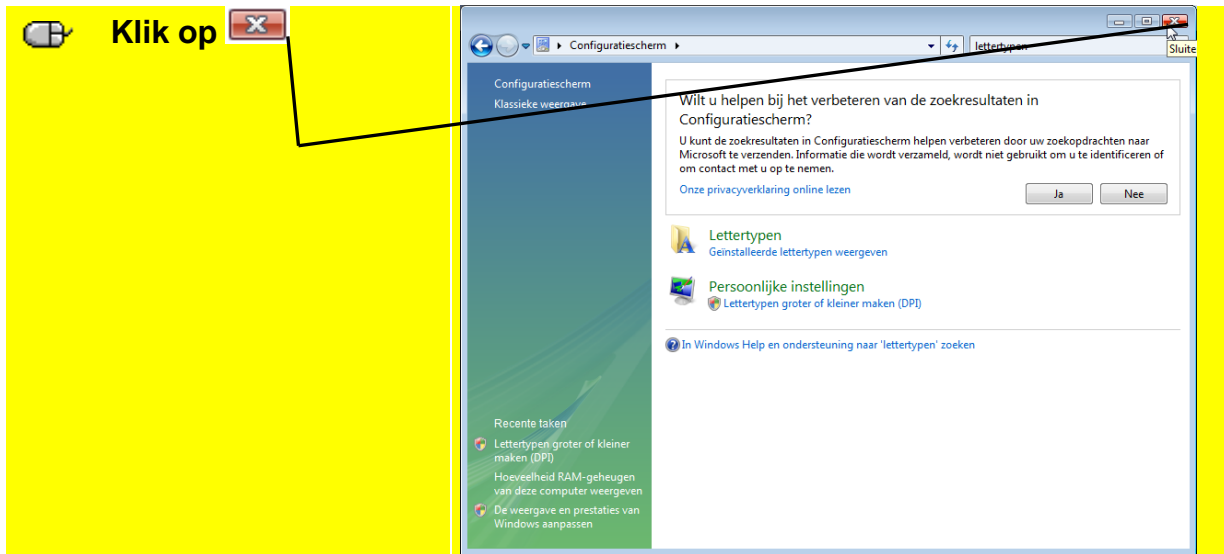 Klik op
Configuratiescherm
lettertypen
Sluite
Configuratiescherm
Klassieke weergave
Wilt u helpen bij het verbeteren van de zoekresultaten in
Configuratiescherm?
U kunt de zoekresultaten in Configuratiescherm helpen verbeteren door uw zoekopdrachten naar
Microsoft te verzenden. Informatie die wordt verzameld, wordt niet gebruikt om u te identificeren of
om contact met u op te nemen.
Onze privacyverklaring online lezen
Ja
Nee
Lettertypen
Geïnstalleerde lettertypen weergeven
Persoonlijke instellingen
Lettertypen groter of kleiner maken (DPI)
In Windows Help en ondersteuning naar 'lettertypen' zoeken
Recente taken
Lettertypen groter of kleiner
maken (DPI)
Hoeveelheid RAM-geheugen
van deze computer weergeven
De weergave en prestaties van
Windows aanpassen